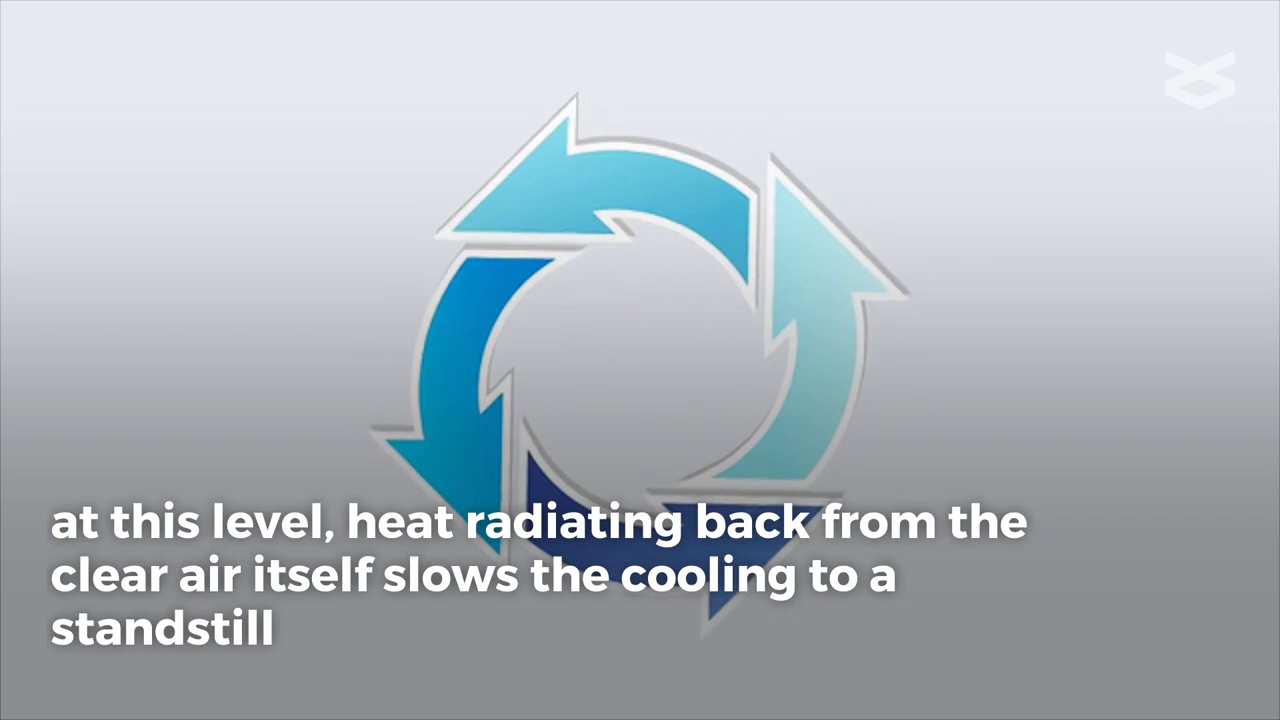 at this level, heat radiating back from the
clear air itself slows the cooling to a
standstill